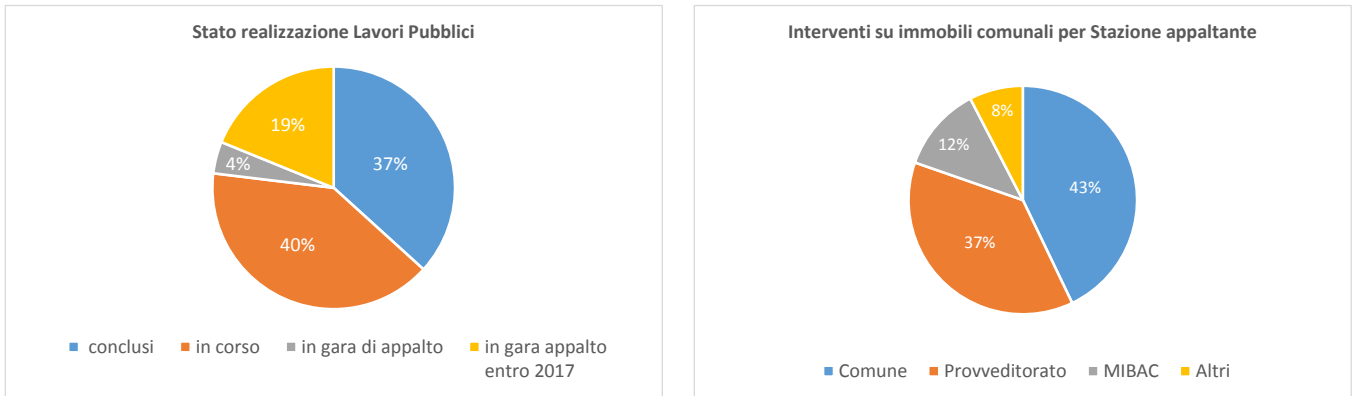 Stato realizzazione Lavori Pubblici
19%
4%
37%
40%
conclusi in corso in gara di appalto in gara appalto
entro 2017
Interventi su immobili comunali per Stazione appaltante
8%
12%
43%
37%
Comune Provveditorato MIBAC Altri